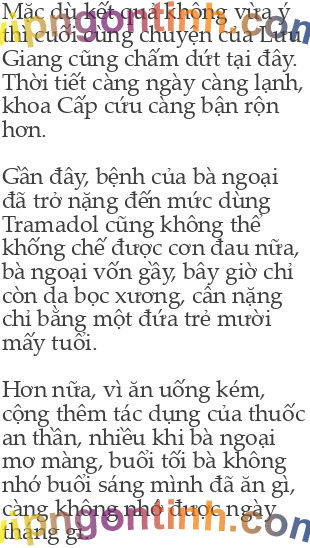 Mặc dù kết quả không vừa ý
thì cuối cùng chuyện của Lưu
Giang cũng chấm dứt tại đây.
Thời tiết càng ngày càng lạnh,
khoa Cấp cứu càng bận rộn
hơn.
Gần đây, bệnh của bà ngoại
đã trở nặng đến mức dùng
Tramadol cũng không thể
khống chế được cơn đau nữa,
bà ngoại vốn gầy, bây giờ chỉ
còn da bọc xương, cân nặng
chỉ bằng một đứa trẻ mười
mấy tuổi.
Hơn nữa, vì ăn uống kém,
cộng thêm tác dụng của thuốc
an thần, nhiều khi bà ngoại
mơ màng, buổi tối bà không
nhớ buổi sáng mình đã ăn gì,
càng không nhớ được ngày
tháng gì.
vipngontinh.com
vipngontinh.com